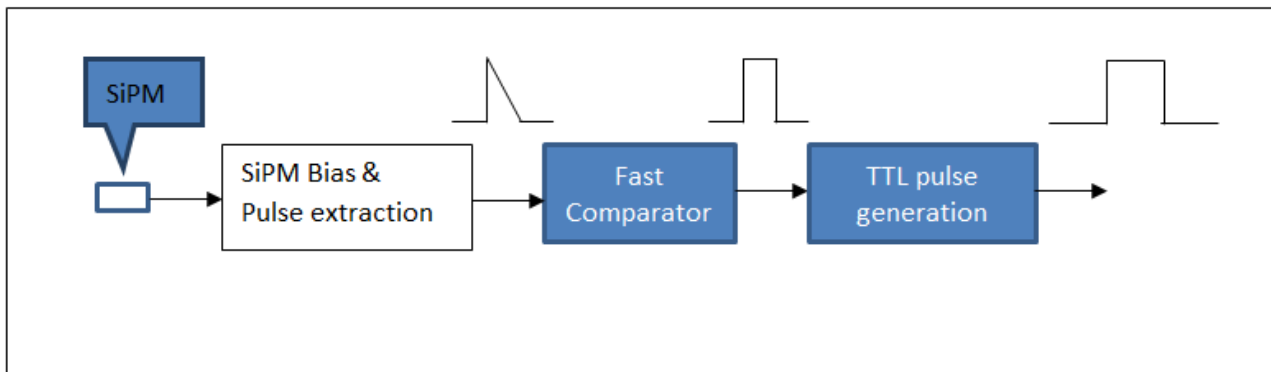 SiPM
SiPM Bias &
Pulse extraction
Fast
Comparator
TTL pulse
generation